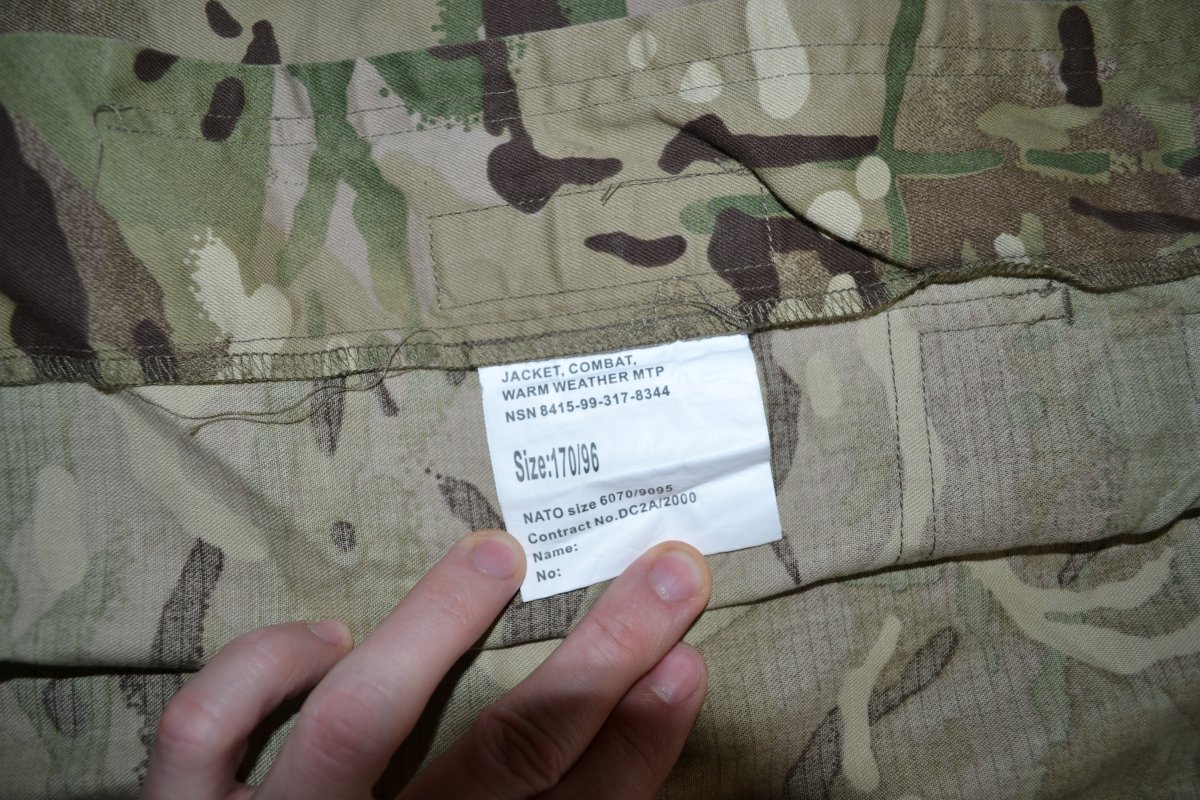 JACKET, COMBAT,
WARM WEATHER MTP
NSN 8415-99-317-8344
Size:170/96
NATO size 6070/9095
Contract No.DC2A/2000
Name:
No: